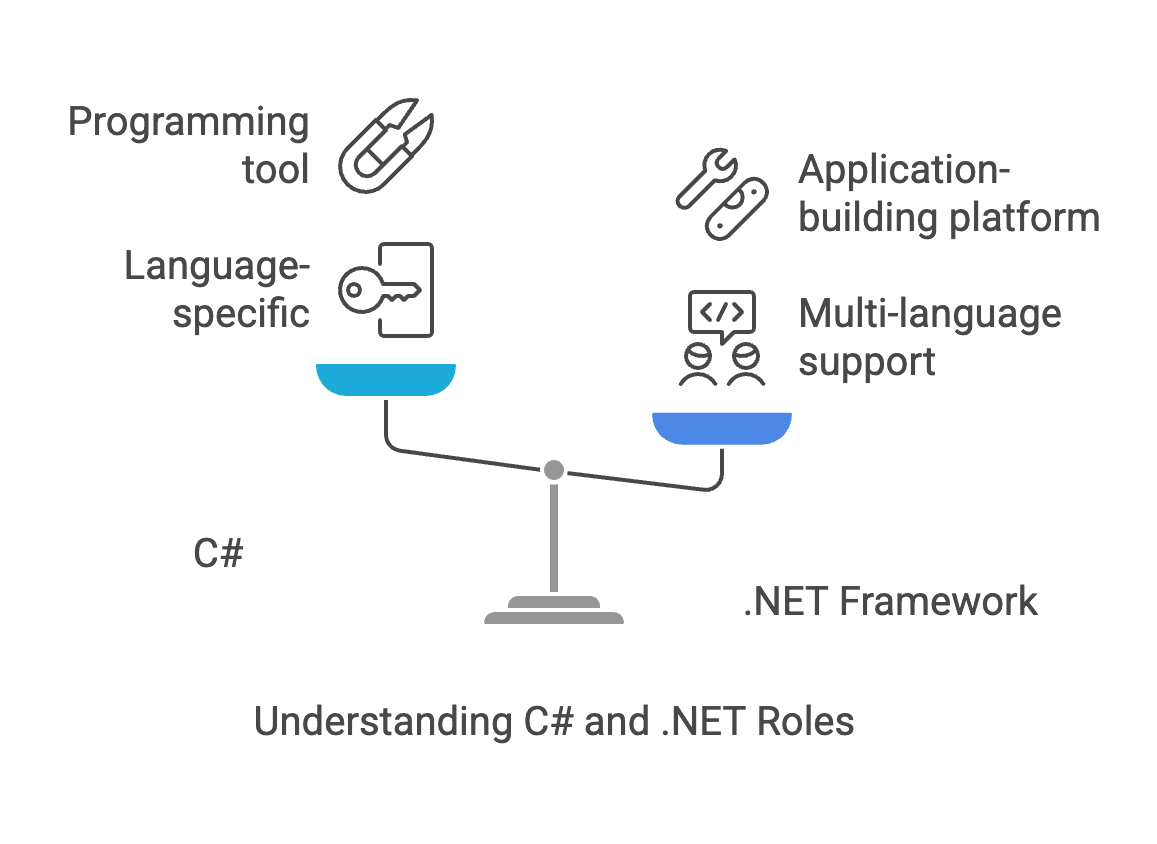 Programming
tool
Language-
specific
Application-
building platform
</>
Multi-language
support
C#
.NET Framework
Understanding C# and .NET Roles